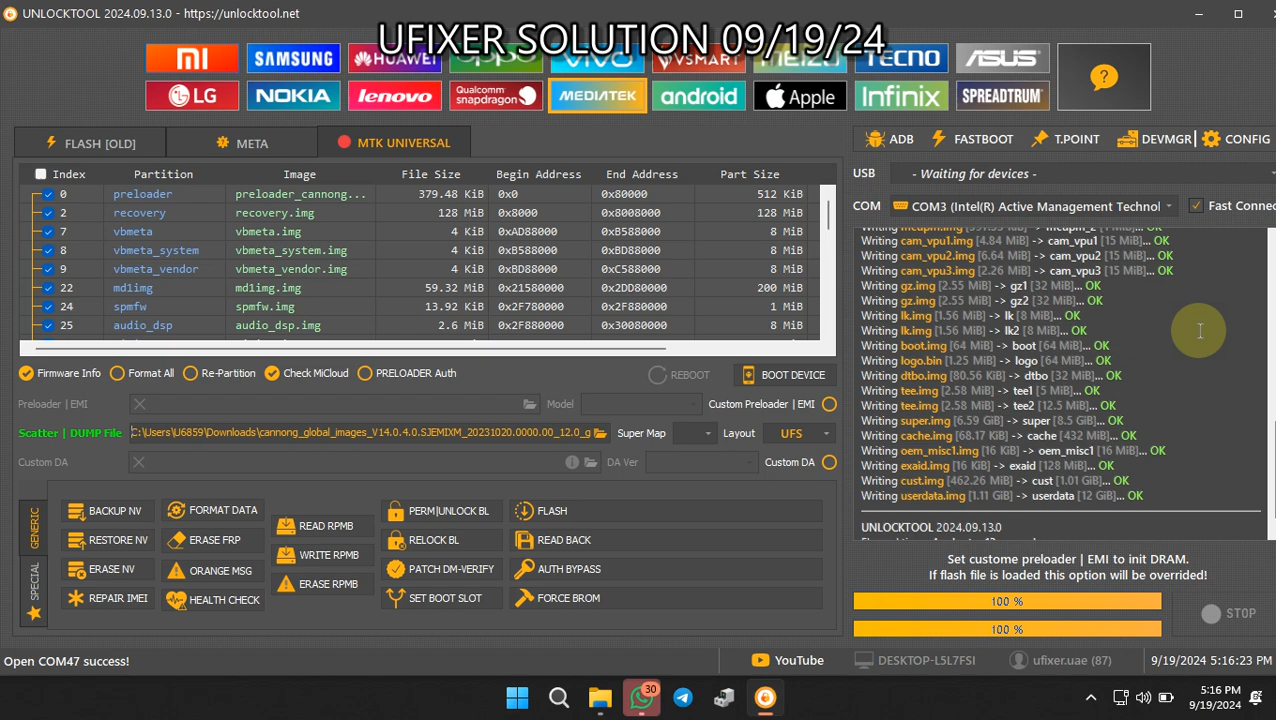 UNLOCKTOOL 2024.09.13.0 - https://unlocktool.net
UFIXER SOLUTION 09/19/24
SAMSUNG HUAWEI oppo vivo VSMART MEIZU TECNO ASUS
LG NOKIA lenovo Qualcomm snapdragon MEDIATEK android Apple Infinix SPREADTRUM
FLASH [OLD] META MTK UNIVERSAL
ADB FASTBOOT T.POINT DEVMGR CONFIG
Index Partition Image File Size Begin Address End Address Part Size
0 preloader preloader_cannong... 379.48 KiB 0x0 0x80000 512 KiB
2 recovery recovery.img 128 MiB 0x8000 0x8008000 128 MiB
7 vbmeta vbmeta.img 4 KiB 0xAD88000 0xB588000 8 MiB
8 vbmeta_system vbmeta_system.img 4 KiB 0xB588000 0xBD88000 8 MiB
9 vbmeta_vendor vbmeta_vendor.img 4 KiB 0xBD88000 0xC588000 8 MiB
22 md1img md1img.img 59.32 MiB 0x21580000 0x2DD80000 200 MiB
24 spmfw spmfw.img 13.92 KiB 0x2F780000 0x2F880000 1 MiB
25 audio_dsp audio_dsp.img 2.6 MiB 0x2F880000 0x30080000 8 MiB
USB - Waiting for devices -
COM COM3 (Intel(R) Active Management Technol Fast Connec
Writing cam_vpu1.img [4.84 MiB] -> cam_vpu1 [15 MiB]... OK
Writing cam_vpu2.img [6.64 MiB] -> cam_vpu2 [15 MiB]... OK
Writing cam_vpu3.img [2.26 MiB] -> cam_vpu3 [15 MiB]... OK
Writing gz.img [2.55 MiB] -> gz1 [32 MiB]... OK
Writing gz.img [2.55 MiB] -> gz2 [32 MiB]... OK
Writing lk.img [1.56 MiB] -> lk [8 MiB]... OK
Writing lk.img [1.56 MiB] -> lk2 [8 MiB]... OK
Writing boot.img [64 MiB] -> boot [64 MiB]... OK
Writing logo.bin [1.25 MiB] -> logo [64 MiB]... OK
Writing dtbo.img [80.56 KiB] -> dtbo [32 MiB]... OK
Writing tee.img [2.58 MiB] -> tee1 [5 MiB]... OK
Writing tee.img [2.58 MiB] -> tee2 [12.5 MiB]... OK
Writing super.img [6.59 GiB] -> super [8.5 GiB]... OK
Writing cache.img [68.17 KiB] -> cache [432 MiB]... OK
Writing oem_misc1.img [16 KiB] -> oem_misc1 [16 MiB]... OK
Writing exaid.img [16 KiB] -> exaid [128 MiB]... OK
Writing cust.img [462.26 MiB] -> cust [1.01 GiB]... OK
Writing userdata.img [1.11 GiB] -> userdata [12 GiB]... OK
UNLOCKTOOL 2024.09.13.0
Firmware Info Format All Re-Partition Check MiCloud PRELOADER Auth REBOOT BOOT DEVICE
Preloader | EMI Model Custom Preloader | EMI
Scatter | DUMP File C:\Users\U6859\Downloads\cannong_global_images_V14.0.4.0.SJEMIXM_20231020.0000.00_12.0_g Super Map Layout UFS
Custom DA DA Ver Custom DA
GENERIC
SPECIAL
BACKUP NV FORMAT DATA READ RPMB PERM|UNLOCK BL FLASH
RESTORE NV ERASE FRP WRITE RPMB RELOCK BL READ BACK
ERASE NV ORANGE MSG ERASE RPMB PATCH DM-VERIFY AUTH BYPASS
REPAIR IMEI HEALTH CHECK SET BOOT SLOT FORCE BROM
Set custome preloader | EMI to init DRAM.
If flash file is loaded this option will be overrided!
100 %
100 %
STOP
Open COM47 success! YouTube DESKTOP-L5L7FSI ufixer.uae (87) 9/19/2024 5:16:23 PM
30
5:16 PM
9/19/2024